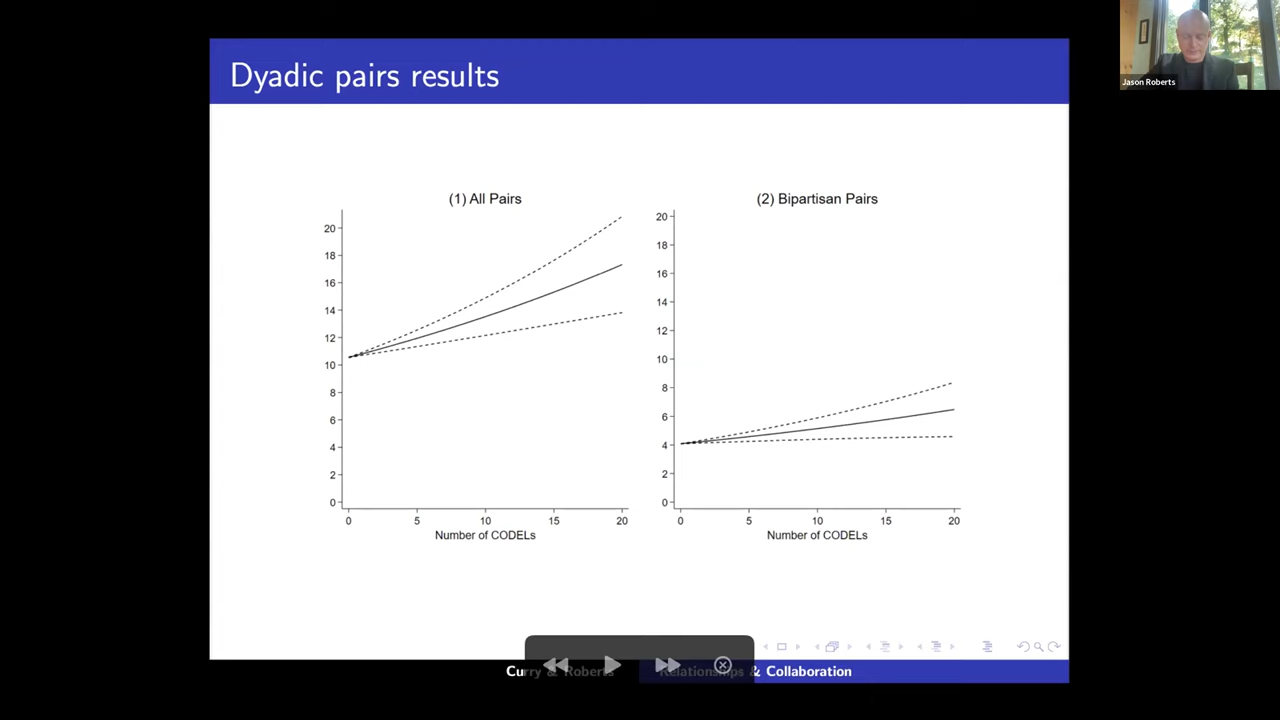 Dyadic pairs results
Jason Roberts
(1) All Pairs
20
18
16
14
12
10
8
6
4
2
0
0 5 10 15 20
Number of CODELs
(2) Bipartisan Pairs
20
18
16
14
12
10
8
6
4
2
0
0 5 10 15 20
Number of CODELs
Curry & Roberts
Relationships & Collaboration